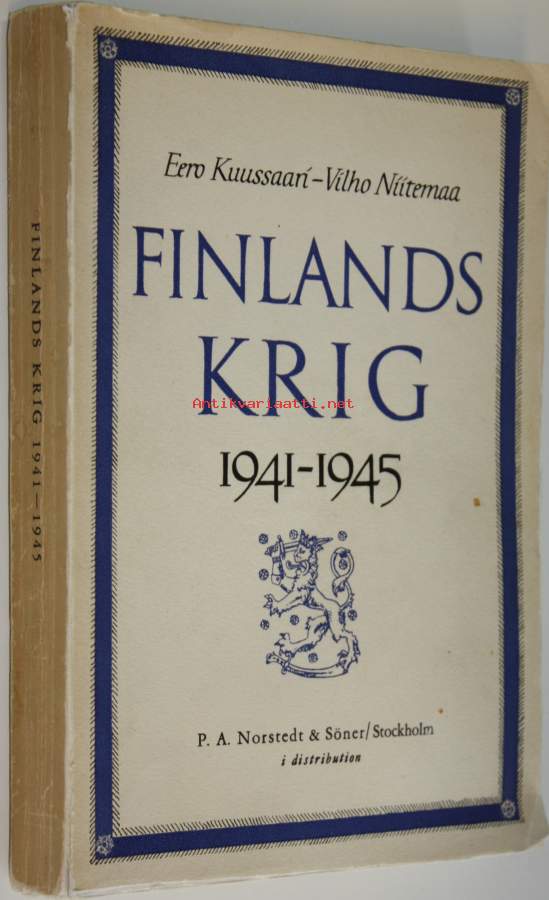 Eero Kuussaari–Vilho Niitemaa
FINLANDS
KRIG
Antikvariaatti.net
1941-1945
P. A. Norstedt & Söner/Stockholm
i distribution
FINLANDS KRIG 1941—1945